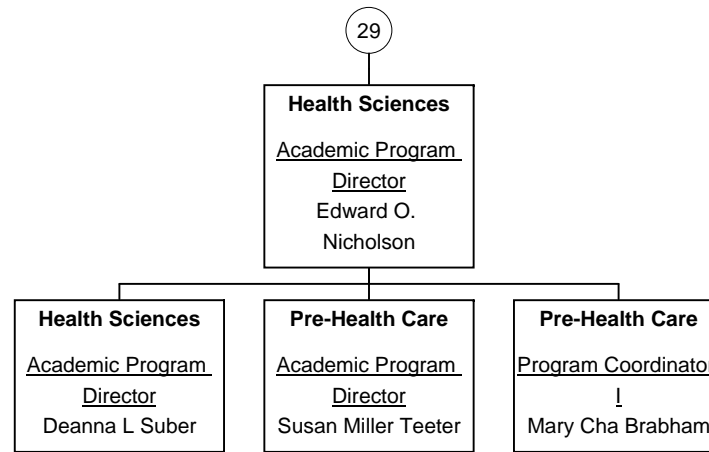 29
Health Sciences
Academic Program
Director
Edward O.
Nicholson
Health Sciences
Academic Program
Director
Deanna L Suber
Pre-Health Care
Academic Program
Director
Susan Miller Teeter
Pre-Health Care
Program Coordinator
I
Mary Cha Brabham